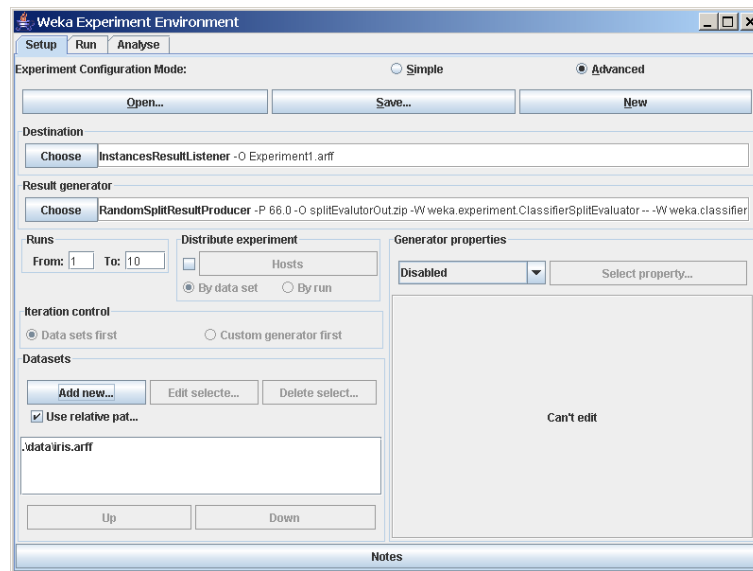 Weka Experiment Environment
Setup Run Analyse
Experiment Configuration Mode: Simple Advanced
Open... Save... New
Destination
Choose InstancesResultListener -O Experiment1.arff
Result generator
Choose RandomSplitResultProducer -P 66.0 -O splitEvalutorOut.zip -W weka.experiment.ClassifierSplitEvaluator -- -W weka.classifier
Runs
From: 1 To: 10
Distribute experiment
Hosts
By data set By run
Generator properties
Disabled Select property...
Iteration control
Data sets first Custom generator first
Datasets
Add new... Edit selecte... Delete select...
Use relative pat...
.\data\iris.arff
Can't edit
Up Down
Notes